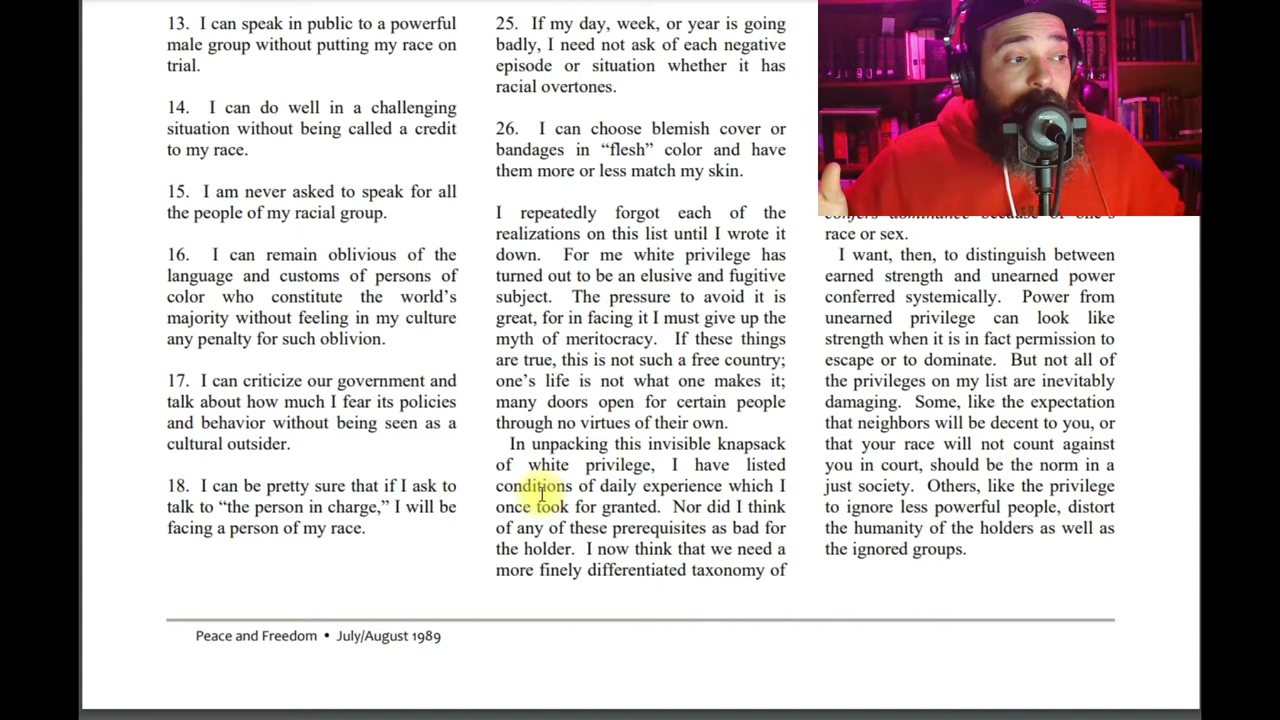 13. I can speak in public to a powerful
male group without putting my race on
trial.
14. I can do well in a challenging
situation without being called a credit
to my race.
15. I am never asked to speak for all
the people of my racial group.
16. I can remain oblivious of the
language and customs of persons of
color who constitute the world's
majority without feeling in my culture
any penalty for such oblivion.
17. I can criticize our government and
talk about how much I fear its policies
and behavior without being seen as a
cultural outsider.
18. I can be pretty sure that if I ask to
talk to “the person in charge,” I will be
facing a person of my race.
25. If my day, week, or year is going
badly, I need not ask of each negative
episode or situation whether it has
racial overtones.
26. I can choose blemish cover or
bandages in “flesh” color and have
them more or less match my skin.
I repeatedly forgot each of the
realizations on this list until I wrote it
down. For me white privilege has
turned out to be an elusive and fugitive
subject. The pressure to avoid it is
great, for in facing it I must give up the
myth of meritocracy. If these things
are true, this is not such a free country;
one's life is not what one makes it;
many doors open for certain people
through no virtues of their own.
In unpacking this invisible knapsack
of white privilege, I have listed
conditions of daily experience which I
once took for granted. Nor did I think
of any of these prerequisites as bad for
the holder. I now think that we need a
more finely differentiated taxonomy of
confers dominance because of one's
race or sex.
I want, then, to distinguish between
earned strength and unearned power
conferred systemically. Power from
unearned privilege can look like
strength when it is in fact permission to
escape or to dominate. But not all of
the privileges on my list are inevitably
damaging. Some, like the expectation
that neighbors will be decent to you, or
that your race will not count against
you in court, should be the norm in a
just society. Others, like the privilege
to ignore less powerful people, distort
the humanity of the holders as well as
the ignored groups.
Peace and Freedom • July/August 1989